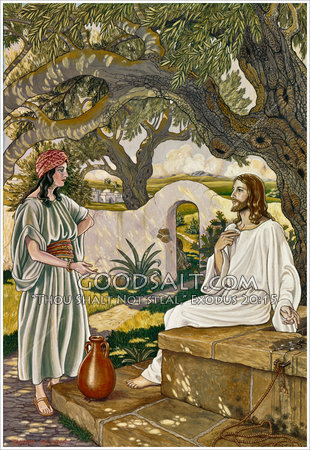 GOODSALT.COM
"THOU SHALT NOT STEAL" EXODUS 20:15